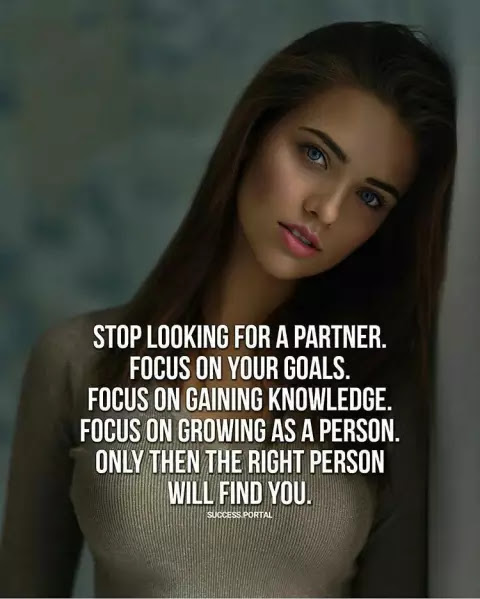 STOP LOOKING FOR A PARTNER.
FOCUS ON YOUR GOALS.
FOCUS ON GAINING KNOWLEDGE.
FOCUS ON GROWING AS A PERSON.
ONLY THEN THE RIGHT PERSON
WILL FIND YOU.
SUCCESS.PORTAL